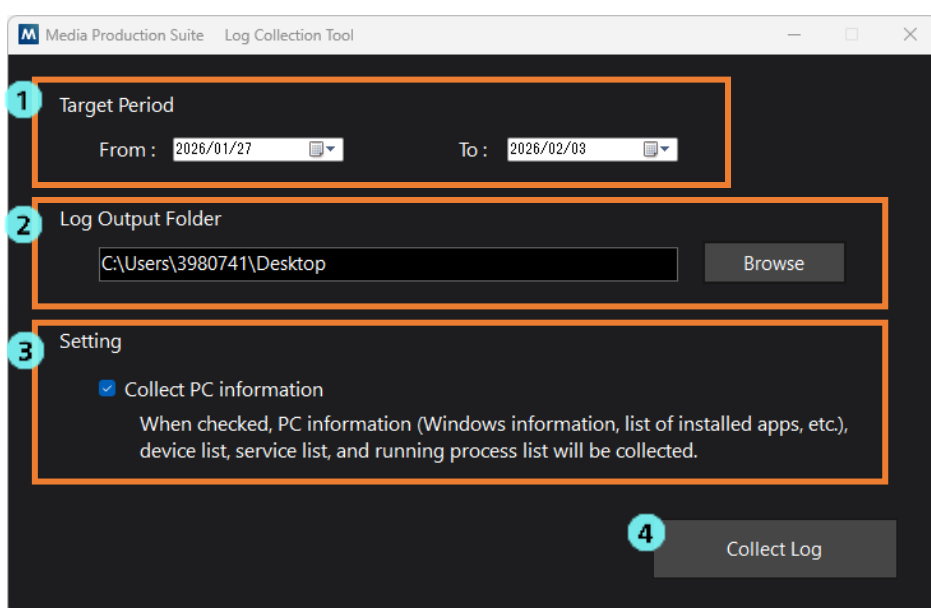 M Media Production Suite Log Collection Tool
1
Target Period
From : 2026/01/27 To : 2026/02/03
2
Log Output Folder
C:\Users\3980741\Desktop Browse
3
Setting
Collect PC information
When checked, PC information (Windows information, list of installed apps, etc.),
device list, service list, and running process list will be collected.
4
Collect Log